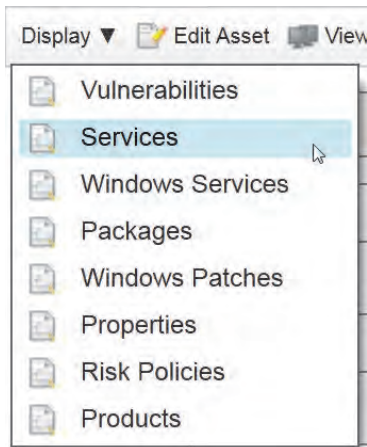 Display ▼ Edit Asset View
Vulnerabilities
Services
Windows Services
Packages
Windows Patches
Properties
Risk Policies
Products